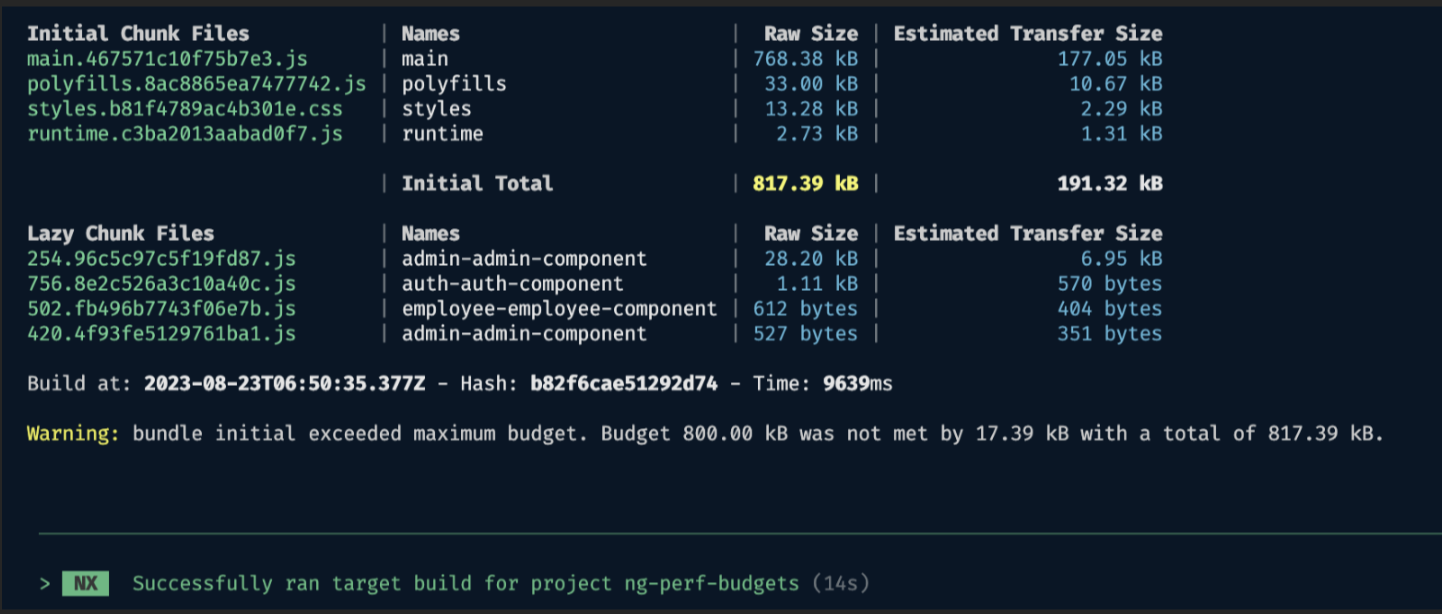 Initial Chunk Files | Names | Raw Size | Estimated Transfer Size
main.467571c10f75b7e3.js | main | 768.38 kB | 177.05 kB
polyfills.8ac8865ea7477742.js | polyfills | 33.00 kB | 10.67 kB
styles.b81f4789ac4b301e.css | styles | 13.28 kB | 2.29 kB
runtime.c3ba2013aabad0f7.js | runtime | 2.73 kB | 1.31 kB
| Initial Total | 817.39 kB | 191.32 kB
Lazy Chunk Files | Names | Raw Size | Estimated Transfer Size
254.96c5c97c5f19fd87.js | admin-admin-component | 28.20 kB | 6.95 kB
756.8e2c526a3c10a40c.js | auth-auth-component | 1.11 kB | 570 bytes
502.fb496b7743f06e7b.js | employee-employee-component | 612 bytes | 404 bytes
420.4f93fe5129761ba1.js | admin-admin-component | 527 bytes | 351 bytes
Build at: 2023-08-23T06:50:35.377Z - Hash: b82f6cae51292d74 - Time: 9639ms
Warning: bundle initial exceeded maximum budget. Budget 800.00 kB was not met by 17.39 kB with a total of 817.39 kB.
> NX Successfully ran target build for project ng-perf-budgets (14s)